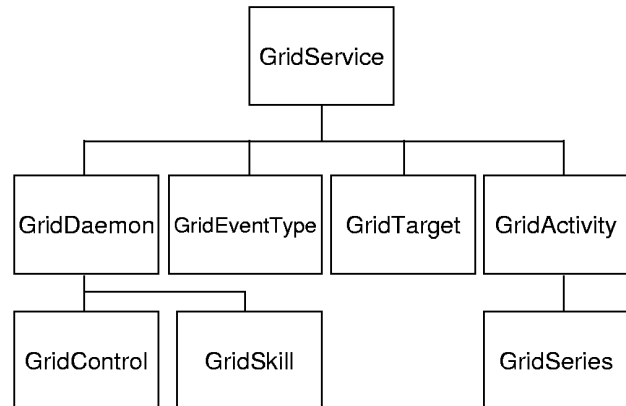 GridService
GridDaemon
GridEventType
GridTarget
GridActivity
GridControl
GridSkill
GridSeries